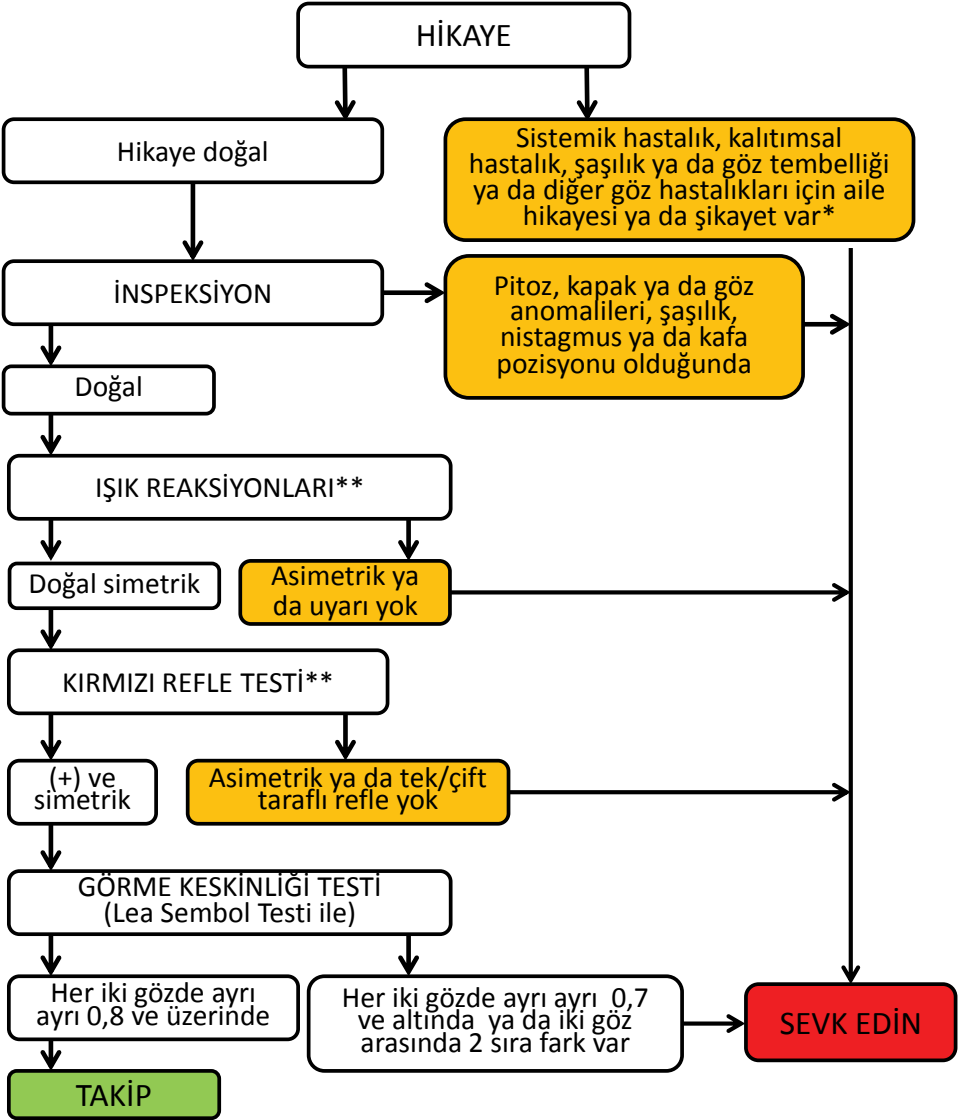 HİKAYE
Hikaye doğal
Sistemik hastalık, kalıtımsal
hastalık, şaşılık ya da göz tembelliği
ya da diğer göz hastalıkları için aile
hikayesi ya da şikayet var*
İNSPEKSİYON
Pitoz, kapak ya da göz
anomalileri, şaşılık,
nistagmus ya da kafa
pozisyonu olduğunda
Doğal
IŞIK REAKSİYONLARI**
Doğal simetrik
Asimetrik ya
da uyarı yok
KIRMIZI REFLE TESTİ**
(+) ve
simetrik
Asimetrik ya da tek/çift
taraflı refle yok
GÖRME KESKİNLİĞİ TESTİ
(Lea Sembol Testi ile)
Her iki gözde ayrı
ayrı 0,8 ve üzerinde
Her iki gözde ayrı ayrı 0,7
ve altında ya da iki göz
arasında 2 sıra fark var
SEVK EDİN
TAKİP